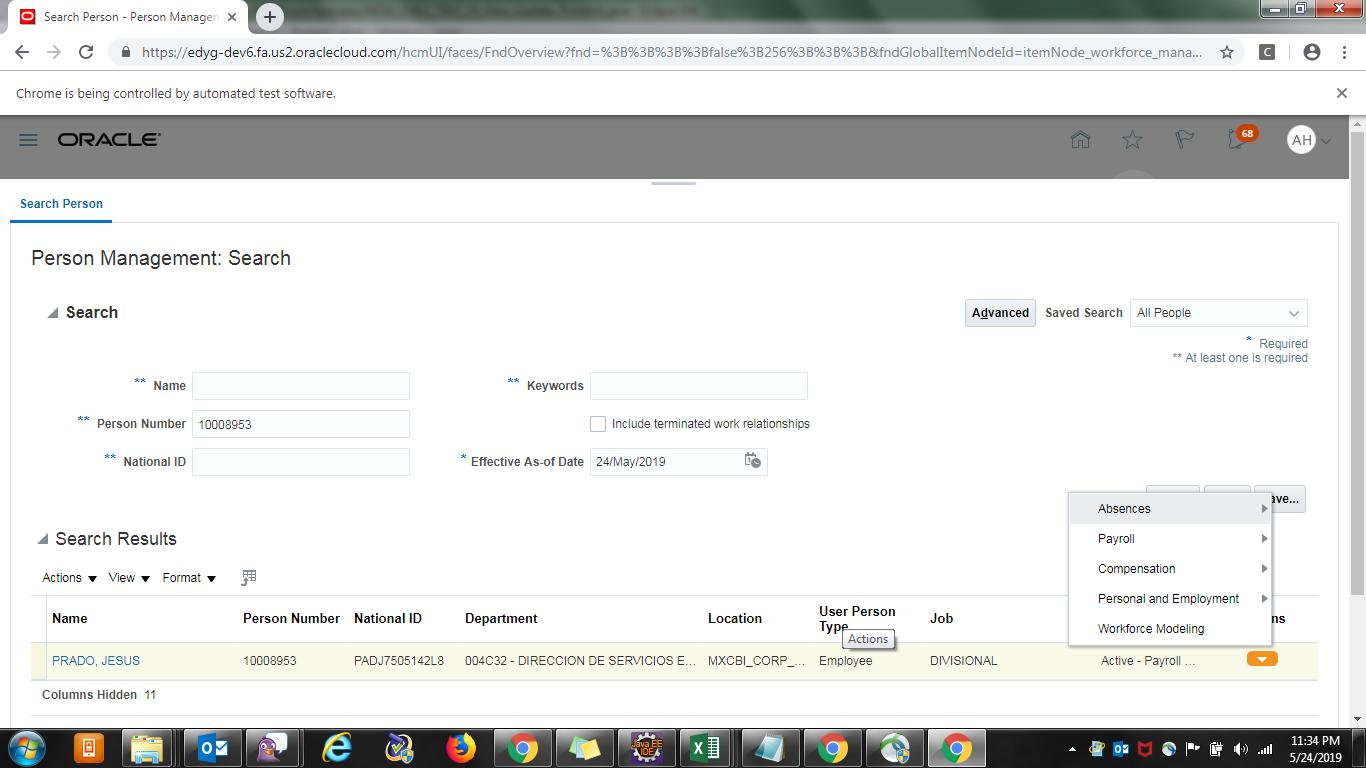 Search Person - Person Managen
https://edyg-dev6.fa.us2.oraclecloud.com/hcmUI/faces/FndOverview?fnd=%3B%3B%3B%3Bfalse%3B256%3B%3B%3B&fndGlobalItemNodeId=itemNode_workforce_mana...
Chrome is being controlled by automated test software.
ORACLE
68
AH
Search Person
Person Management: Search
Search
Advanced Saved Search All People
* Required
** At least one is required
** Name
** Keywords
** Person Number 10008953
Include terminated work relationships
** National ID
* Effective As-of Date 24/May/2019
ave...
Absences
Payroll
Compensation
Personal and Employment
Workforce Modeling
Search Results
Actions View Format
Name Person Number National ID Department Location User Person Type Job ns
Actions
PRADO, JESUS 10008953 PADJ7505142L8 004C32 - DIRECCION DE SERVICIOS E... MXCBI_CORP_... Employee DIVISIONAL Active - Payroll ...
Columns Hidden 11
Java EE
IDE
11:34 PM
5/24/2019